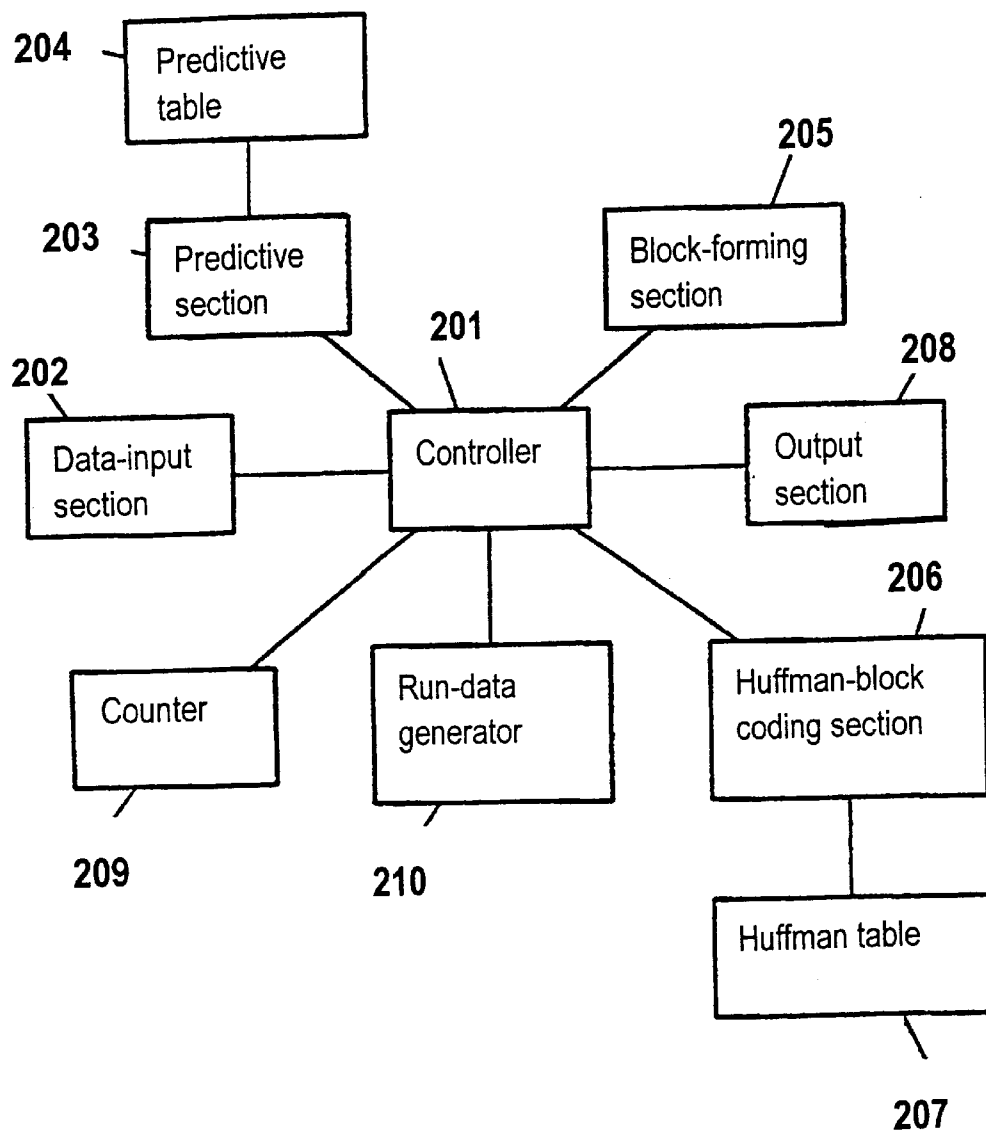 204
Predictive
table
205
203
Predictive
section
Block-forming
section
201
202
208
Data-input
section
Controller
Output
section
206
Counter
Run-data
generator
Huffman-block
coding section
209
210
Huffman table
207